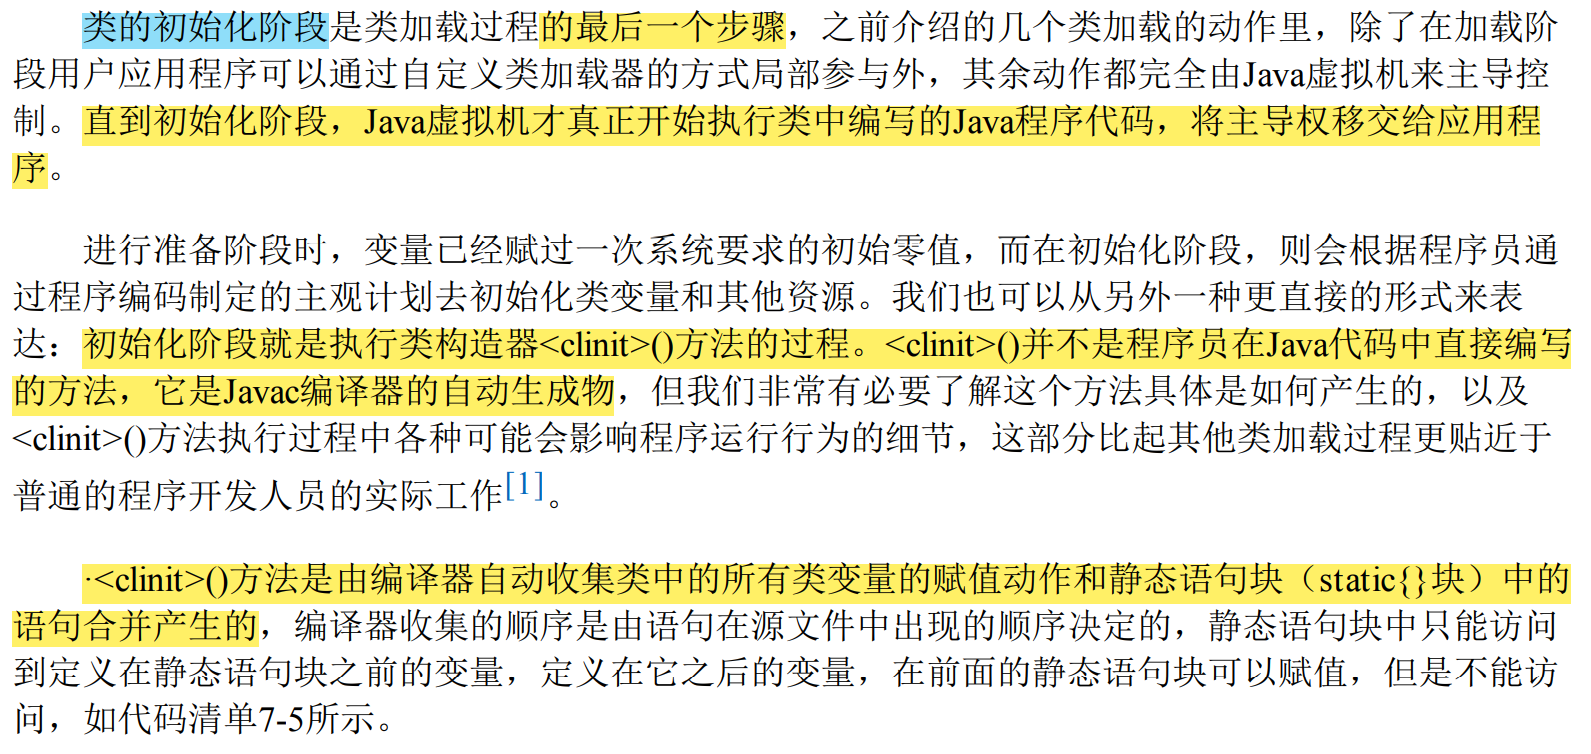 类的初始化阶段是类加载过程的最后一个步骤，之前介绍的几个类加载的动作里，除了在加载阶
段用户应用程序可以通过自定义类加载器的方式局部参与外，其余动作都完全由Java虚拟机来主导控
制。直到初始化阶段，Java虚拟机才真正开始执行类中编写的Java程序代码，将主导权移交给应用程
序。
进行准备阶段时，变量已经赋过一次系统要求的初始零值，而在初始化阶段，则会根据程序员通
过程序编码制定的主观计划去初始化类变量和其他资源。我们也可以从另外一种更直接的形式来表
达：初始化阶段就是执行类构造器<clinit>()方法的过程。<clinit>()并不是程序员在Java代码中直接编写
的方法，它是Javac编译器的自动生成物，但我们非常有必要了解这个方法具体是如何产生的，以及
<clinit>()方法执行过程中各种可能会影响程序运行行为的细节，这部分比起其他类加载过程更贴近于
普通的程序开发人员的实际工作[1]。
·<clinit>()方法是由编译器自动收集类中的所有类变量的赋值动作和静态语句块（static{}块）中的
语句合并产生的，编译器收集的顺序是由语句在源文件中出现的顺序决定的，静态语句块中只能访问
到定义在静态语句块之前的变量，定义在它之后的变量，在前面的静态语句块可以赋值，但是不能访
问，如代码清单7-5所示。